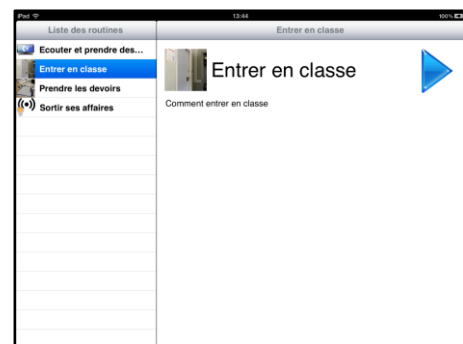 iPad 13:44 100%
Liste des routines
Entrer en classe
Ecouter et prendre des...
Entrer en classe
Prendre les devoirs
Sortir ses affaires
Entrer en classe
Comment entrer en classe